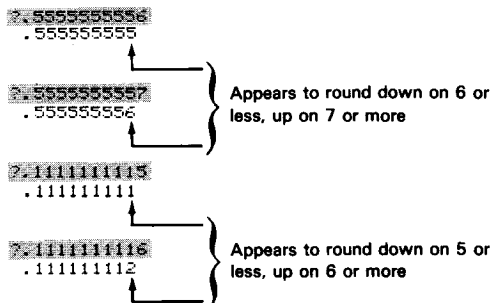 ?.5555555556
.555555555
?.5555555557
.555555556
Appears to round down on 6 or
less, up on 7 or more
?.1111111115
.111111111
?.1111111116
.111111112
Appears to round down on 5 or
less, up on 6 or more